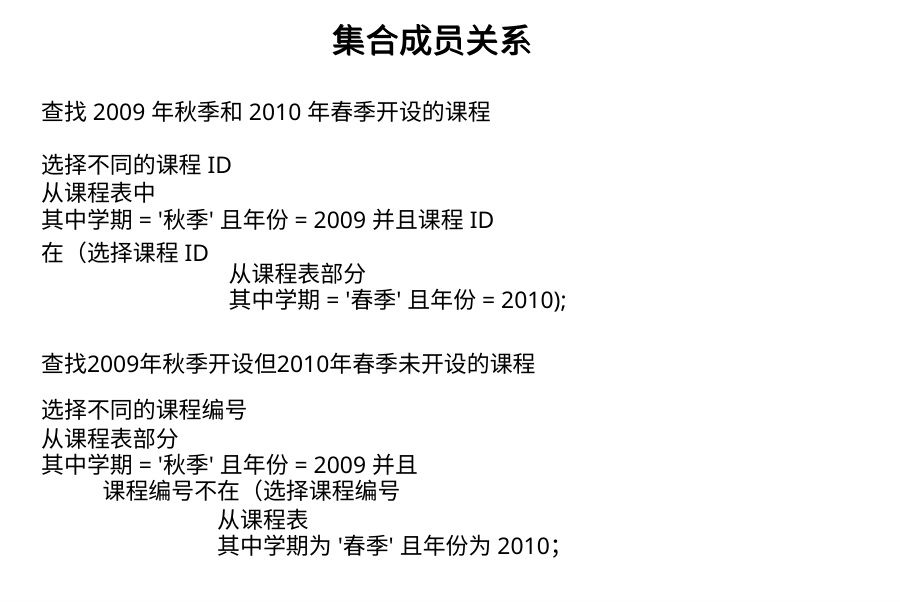 集合成员关系
查找 2009 年秋季和 2010 年春季开设的课程
选择不同的课程 ID
从课程表中
其中学期 = '秋季' 且年份 = 2009 并且课程 ID
在（选择课程 ID
从课程表部分
其中学期 = '春季' 且年份 = 2010);
查找2009年秋季开设但2010年春季未开设的课程
选择不同的课程编号
从课程表部分
其中学期 = '秋季' 且年份 = 2009 并且
课程编号不在（选择课程编号
从课程表
其中学期为 '春季' 且年份为 2010；